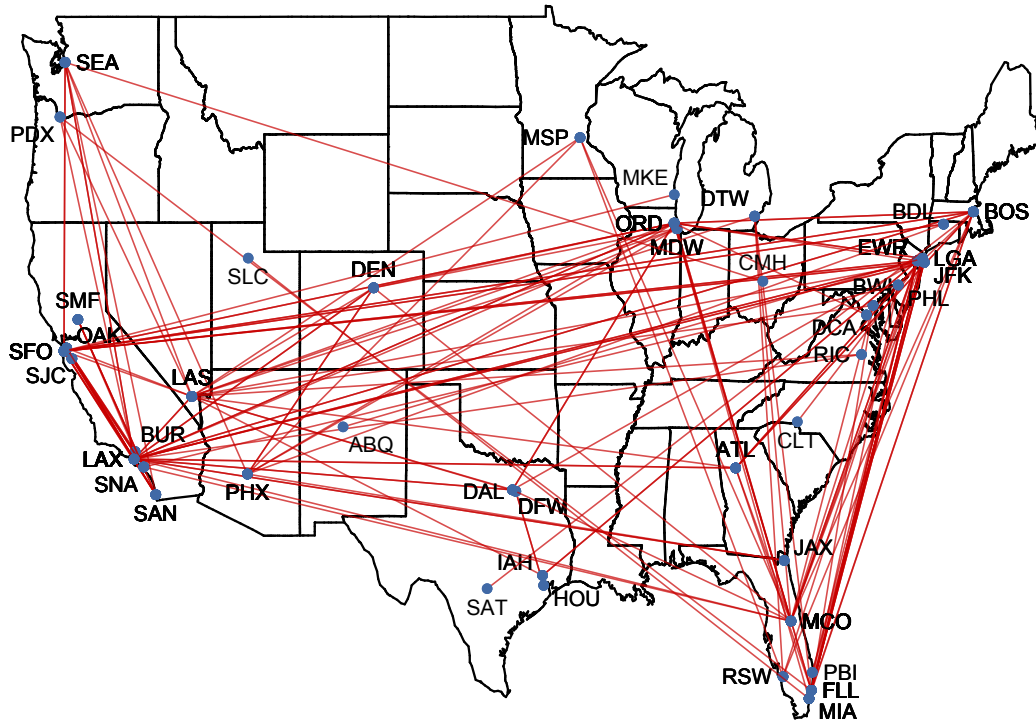 SEA
PDX
MSP
MKE
DTW
BDL
BOS
ORD
MDW
EWR
LGA
JFK
SLC
DEN
CMH
BWI
PHL
SMF
DCA
OAK
SFO
SJC
RIC
LAS
BUR
ABQ
CLT
LAX
ATL
SNA
PHX
DAL
DFW
SAN
JAX
IAH
HOU
SAT
MCO
RSW
PBI
FLL
MIA